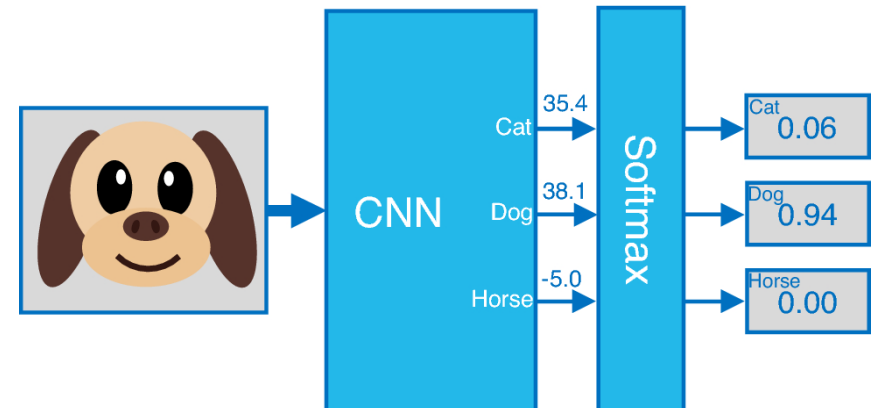 CNN
Cat
35.4
Dog
38.1
Horse
-5.0
Softmax
Cat
0.06
Dog
0.94
Horse
0.00